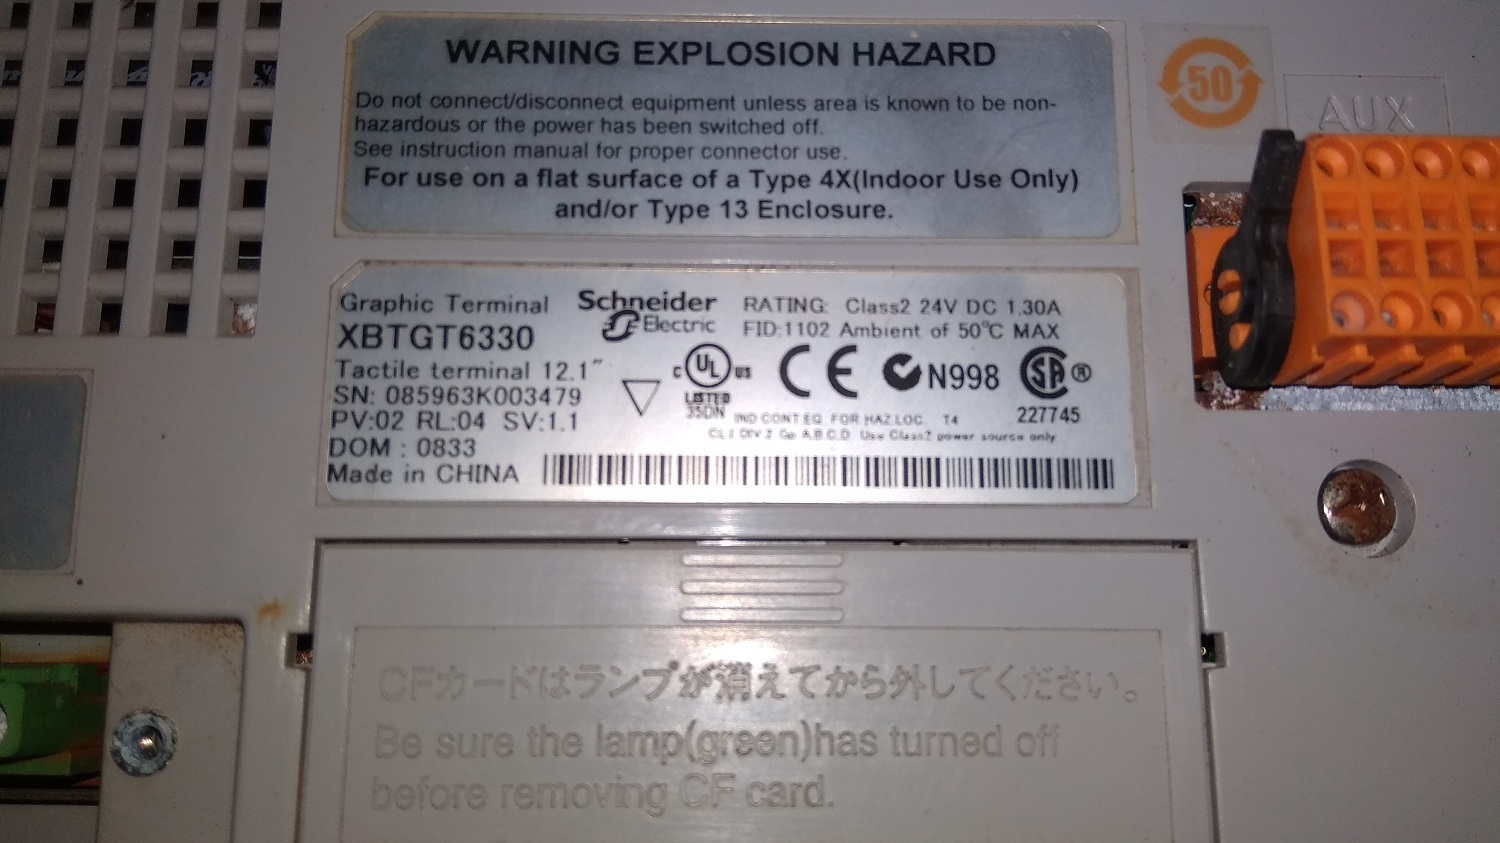 WARNING EXPLOSION HAZARD
Do not connect/disconnect equipment unless area is known to be non-
hazardous or the power has been switched off.
See instruction manual for proper connector use.
For use on a flat surface of a Type 4X(Indoor Use Only)
and/or Type 13 Enclosure.
50
AUX
Graphic Terminal
XBTGT6330
Tactile terminal 12.1"
SN: 085963K003479
PV:02 RL:04 SV:1.1
DOM : 0833
Made in CHINA
Schneider
Electric
RATING: Class2 24V DC 1.30A
FID:1102 Ambient of 50°C MAX
c UL us
LISTED
35DN
CE
N998
SA ®
227745
IND CONT EQ. FOR HAZ LOC. T4
CL I DIV 2 Gp A,B,C,D Use Class2 power source only
CFカードはランプが消えてから外してください。
Be sure the lamp(green)has turned off
before removing CF card.